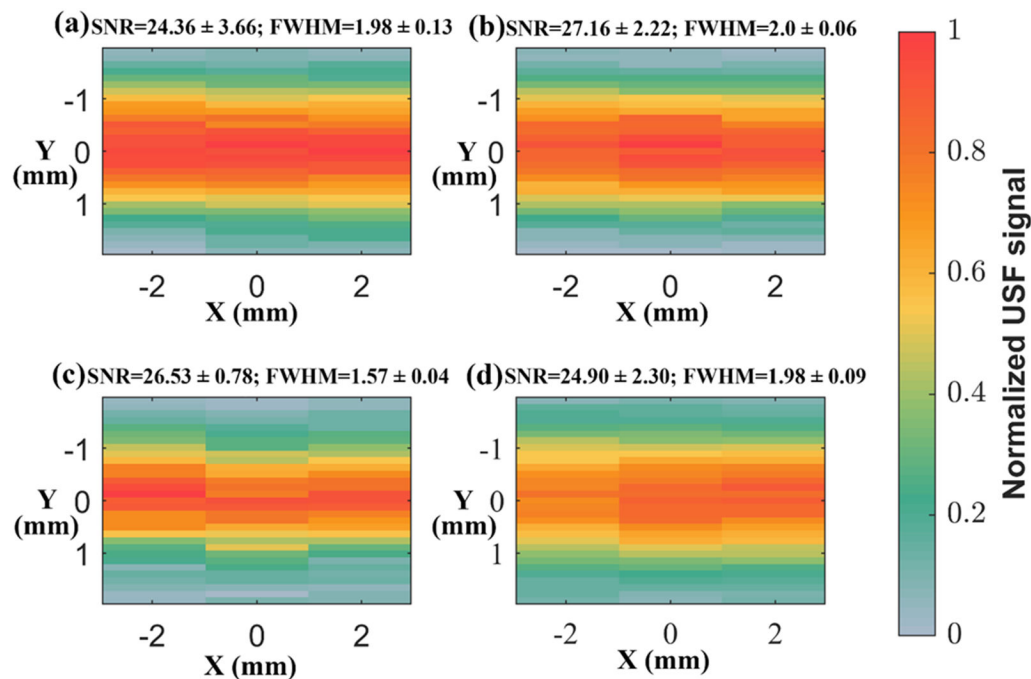 (a) SNR=24.36 ± 3.66; FWHM=1.98 ± 0.13
-1
Y 0
(mm)
1
-2 0 2
X (mm)
(b) SNR=27.16 ± 2.22; FWHM=2.0 ± 0.06
-1
Y 0
(mm)
1
-2 0 2
X (mm)
(c) SNR=26.53 ± 0.78; FWHM=1.57 ± 0.04
-1
Y 0
(mm)
1
-2 0 2
X (mm)
(d) SNR=24.90 ± 2.30; FWHM=1.98 ± 0.09
-1
Y 0
(mm)
1
-2 0 2
X (mm)
1
0.8
0.6
0.4
0.2
0
Normalized USF signal